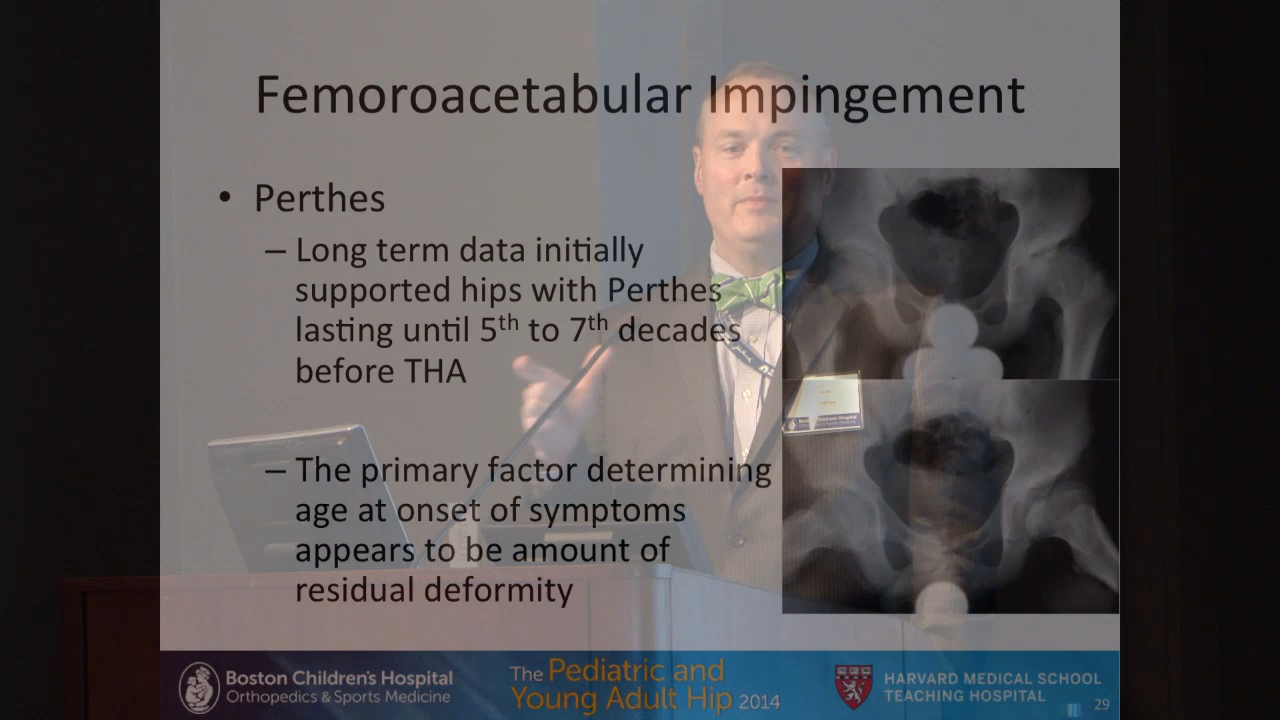 Femoroacetabular Impingement
• Perthes
– Long term data initially
supported hips with Perthes
lasting until 5th to 7th decades
before THA
– The primary factor determining
age at onset of symptoms
appears to be amount of
residual deformity
Boston Children's Hospital
Orthopedics & Sports Medicine
The Pediatric and
Young Adult Hip 2014
HARVARD MEDICAL SCHOOL
TEACHING HOSPITAL
29